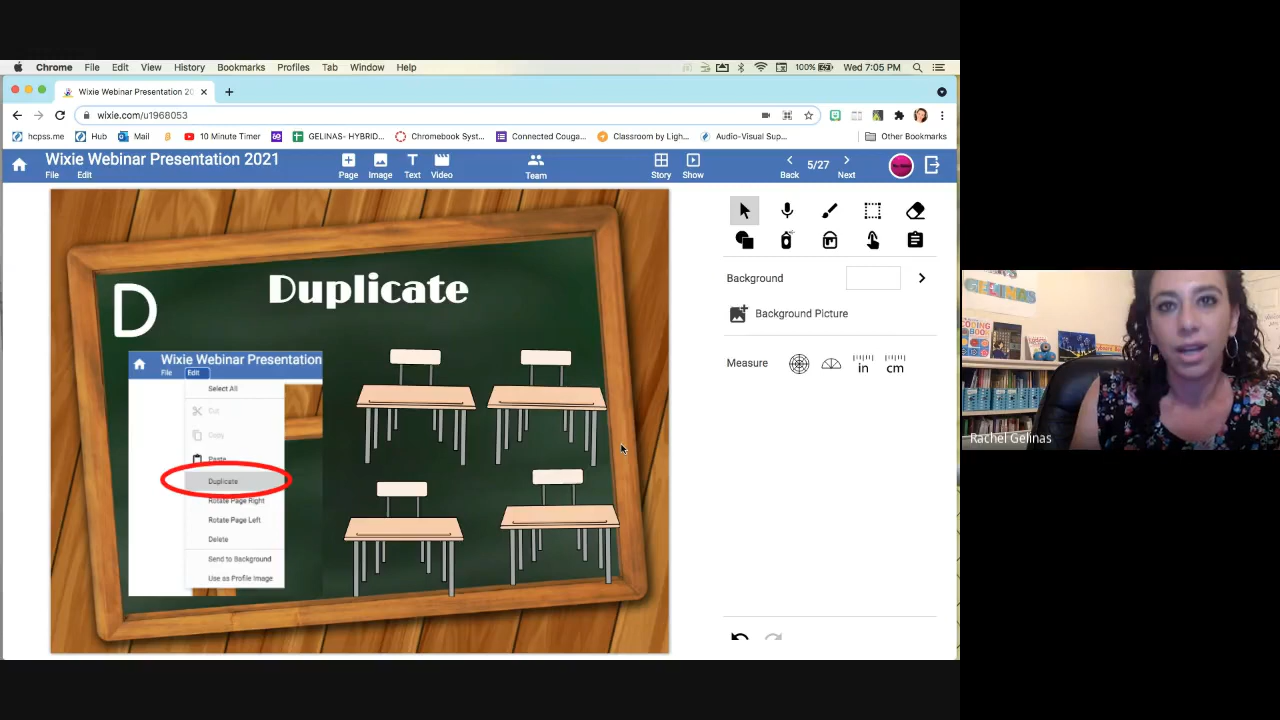 Chrome File Edit View History Bookmarks Profiles Tab Window Help
100% Wed 7:05 PM
Wixie Webinar Presentation 20
wixie.com/u1968053
hcpss.me Hub Mail 10 Minute Timer GELINAS- HYBRID... Chromebook Syst... Connected Couga... Classroom by Ligh... Audio-Visual Sup... Other Bookmarks
Wixie Webinar Presentation 2021
File Edit
Page Image Text Video Team Story Show Back 5/27 Next
D
Duplicate
Wixie Webinar Presentation
File Edit
Select All
Cut
Copy
Paste
Duplicate
Rotate Page Right
Rotate Page Left
Delete
Send to Background
Use as Profile Image
Background
Background Picture
Measure in cm
GELINAS
CODING
Rachel Gelinas